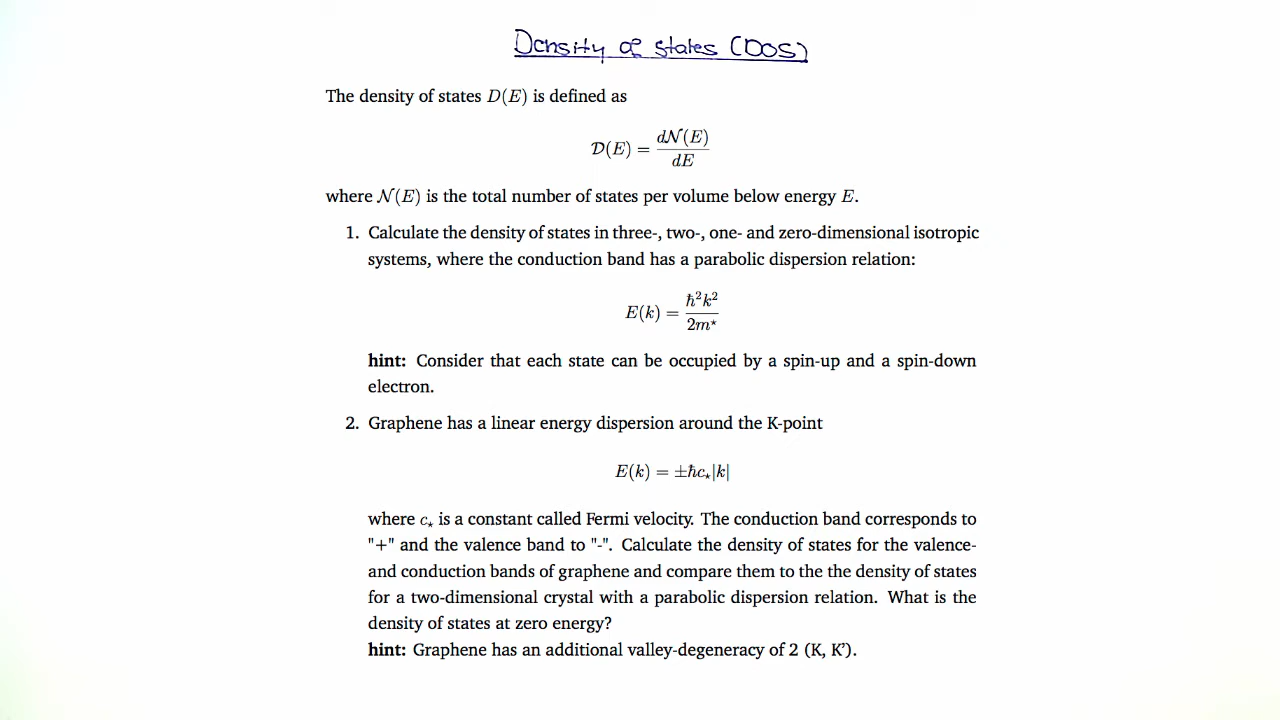 Density of states (DOS)
The density of states D(E) is defined as
𝒟(E) = d𝒩(E) / dE
where 𝒩(E) is the total number of states per volume below energy E.
1. Calculate the density of states in three-, two-, one- and zero-dimensional isotropic
systems, where the conduction band has a parabolic dispersion relation:
E(k) = ħ²k² / 2m⋆
hint: Consider that each state can be occupied by a spin-up and a spin-down
electron.
2. Graphene has a linear energy dispersion around the K-point
E(k) = ±ħc⋆|k|
where c⋆ is a constant called Fermi velocity. The conduction band corresponds to
"+" and the valence band to "-". Calculate the density of states for the valence-
and conduction bands of graphene and compare them to the the density of states
for a two-dimensional crystal with a parabolic dispersion relation. What is the
density of states at zero energy?
hint: Graphene has an additional valley-degeneracy of 2 (K, K').